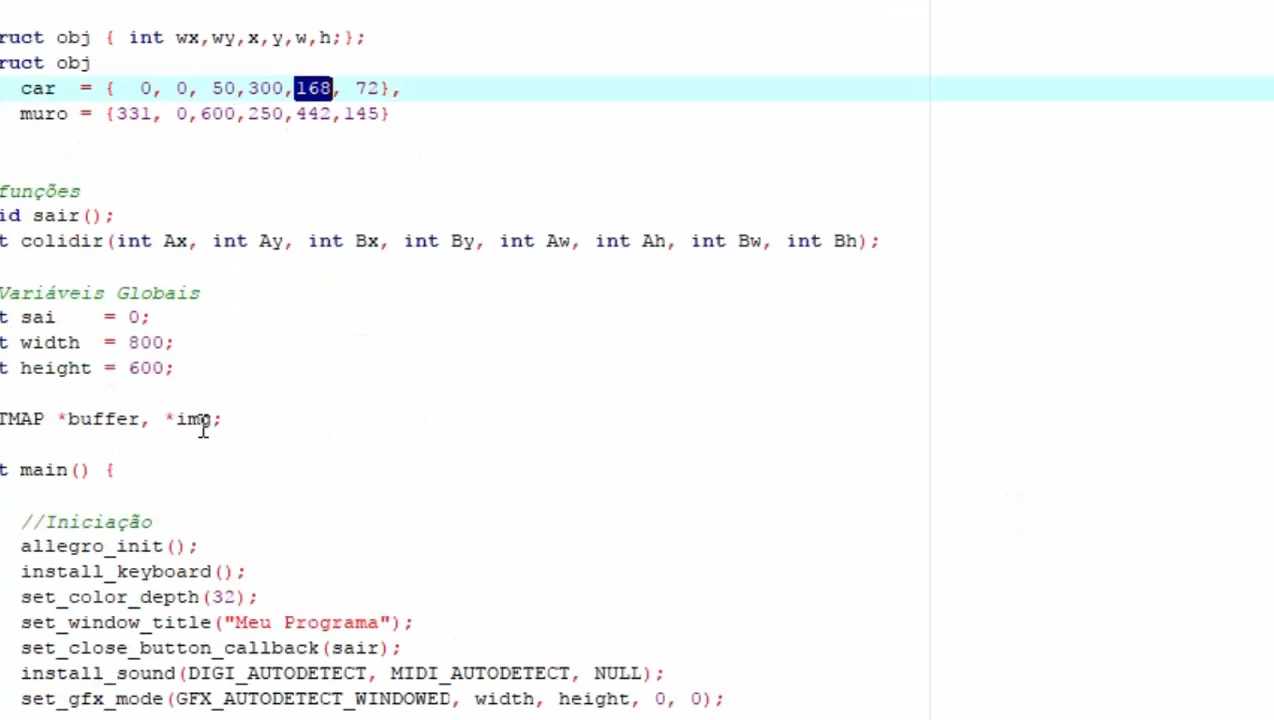 ruct obj { int wx,wy,x,y,w,h;};
ruct obj
car = { 0, 0, 50,300,168, 72},
muro = {331, 0,600,250,442,145}
funções
id sair();
t colidir(int Ax, int Ay, int Bx, int By, int Aw, int Ah, int Bw, int Bh);
Variáveis Globais
t sai = 0;
t width = 800;
t height = 600;
TMAP *buffer, *img;
t main() {
//Iniciação
allegro_init();
install_keyboard();
set_color_depth(32);
set_window_title("Meu Programa");
set_close_button_callback(sair);
install_sound(DIGI_AUTODETECT, MIDI_AUTODETECT, NULL);
set_gfx_mode(GFX_AUTODETECT_WINDOWED, width, height, 0, 0);